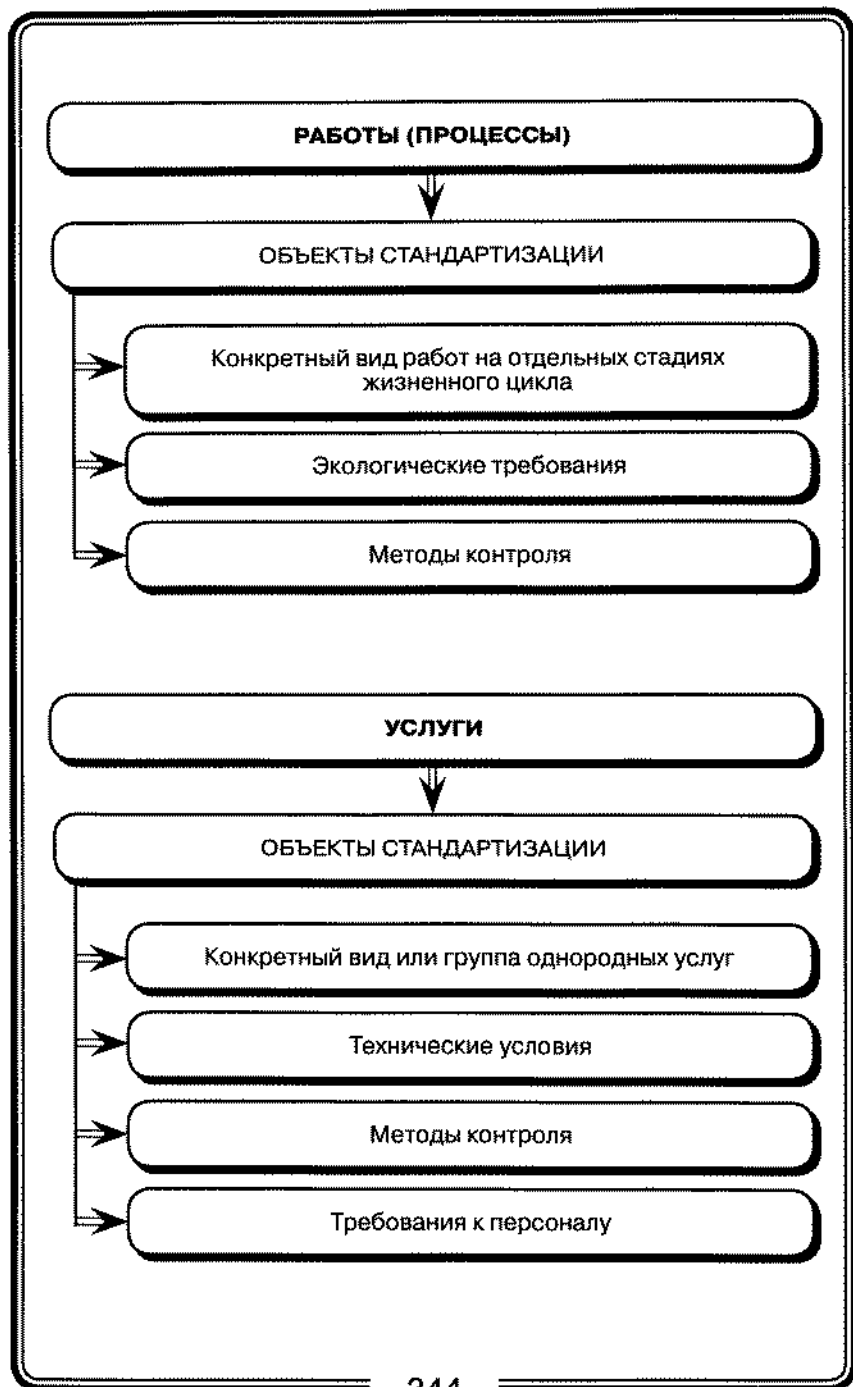 РАБОТЫ (ПРОЦЕССЫ)
ОБЪЕКТЫ СТАНДАРТИЗАЦИИ
Конкретный вид работ на отдельных стадиях
жизненного цикла
Экологические требования
Методы контроля
УСЛУГИ
ОБЪЕКТЫ СТАНДАРТИЗАЦИИ
Конкретный вид или группа однородных услуг
Технические условия
Методы контроля
Требования к персоналу